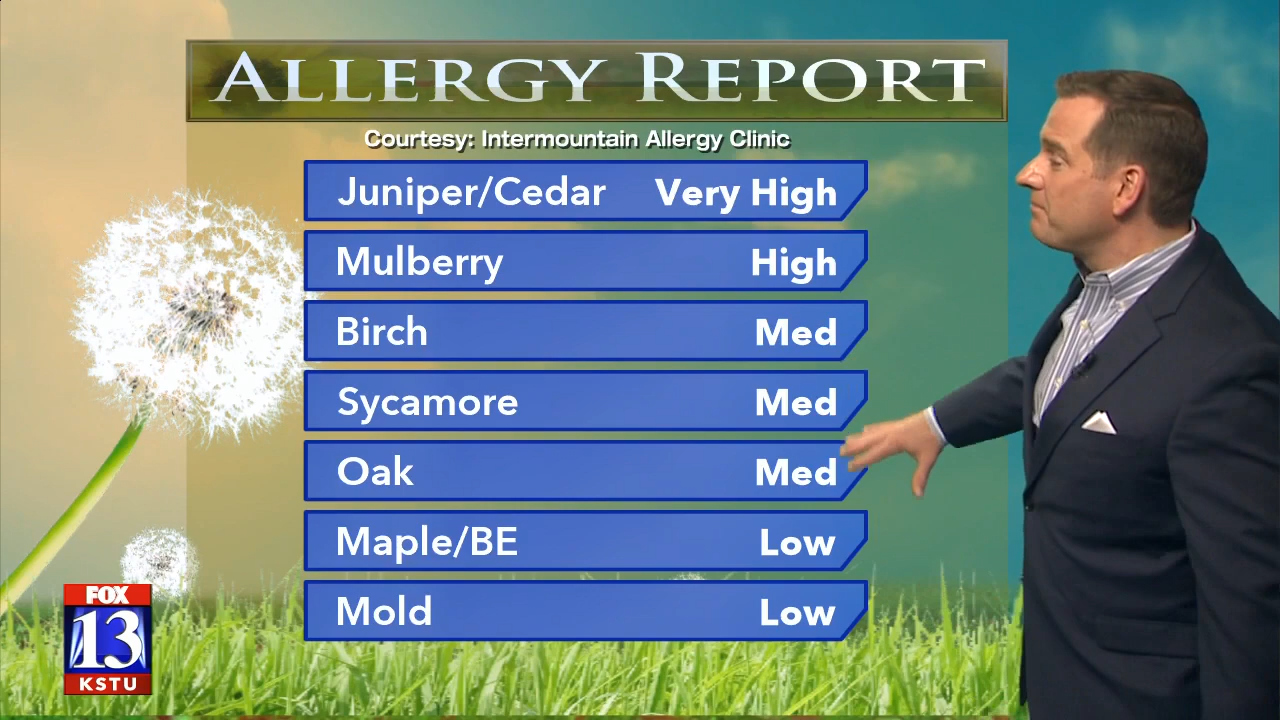 ALLERGY REPORT
Courtesy: Intermountain Allergy Clinic
Juniper/Cedar Very High
Mulberry High
Birch Med
Sycamore Med
Oak Med
Maple/BE Low
Mold Low
FOX
13
KSTU